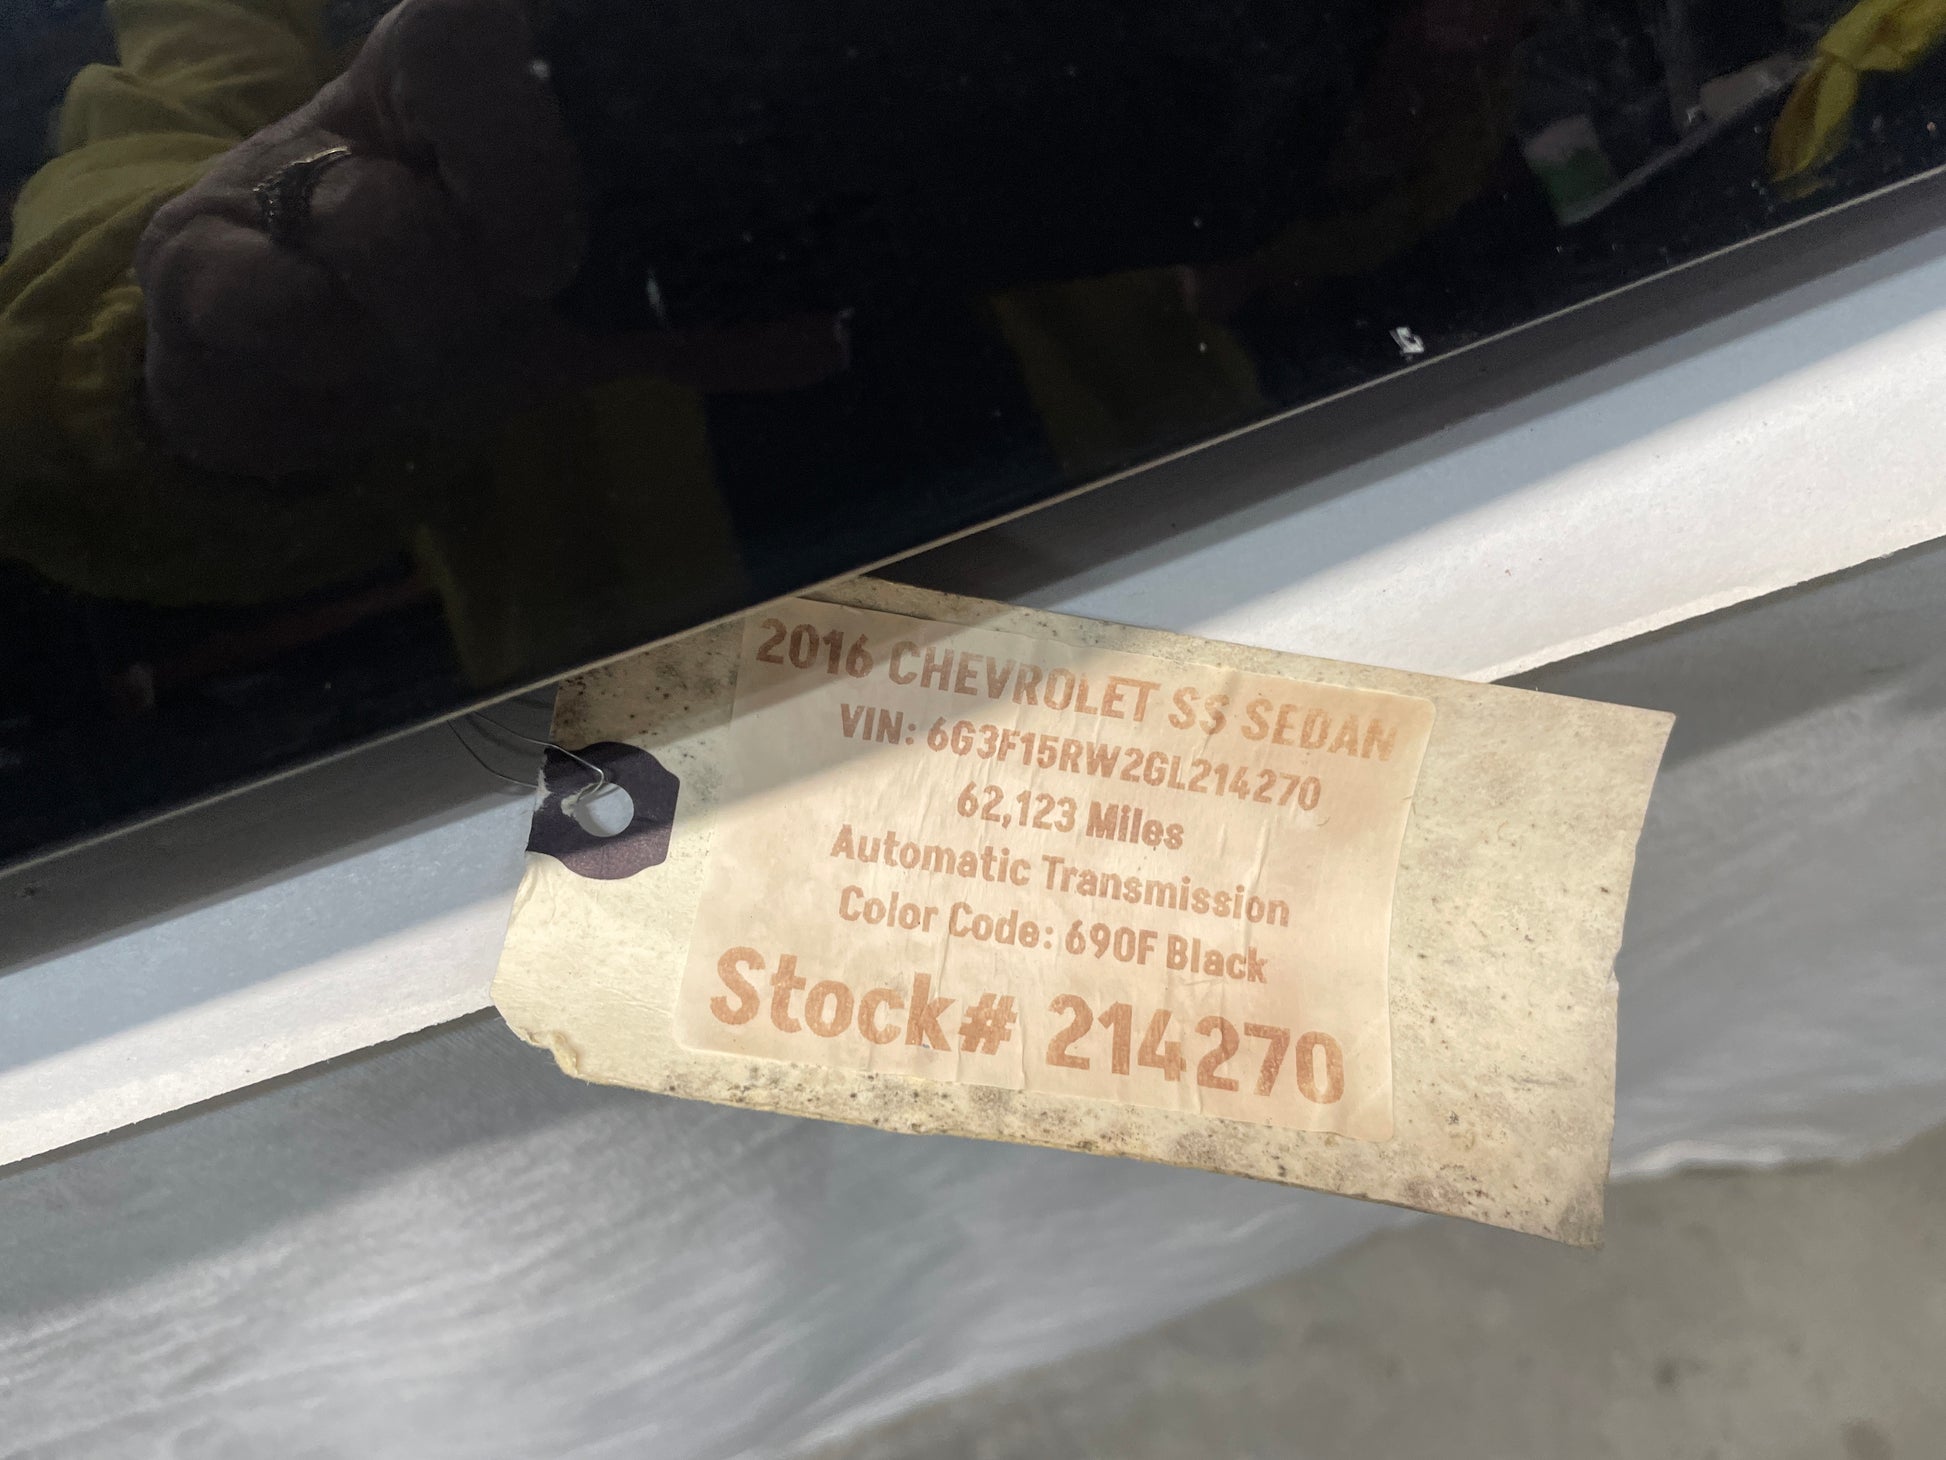 2016 CHEVROLET SS SEDAN
VIN: 6G3F15RW2GL214270
62,123 Miles
Automatic Transmission
Color Code: 690F Black
Stock# 214270